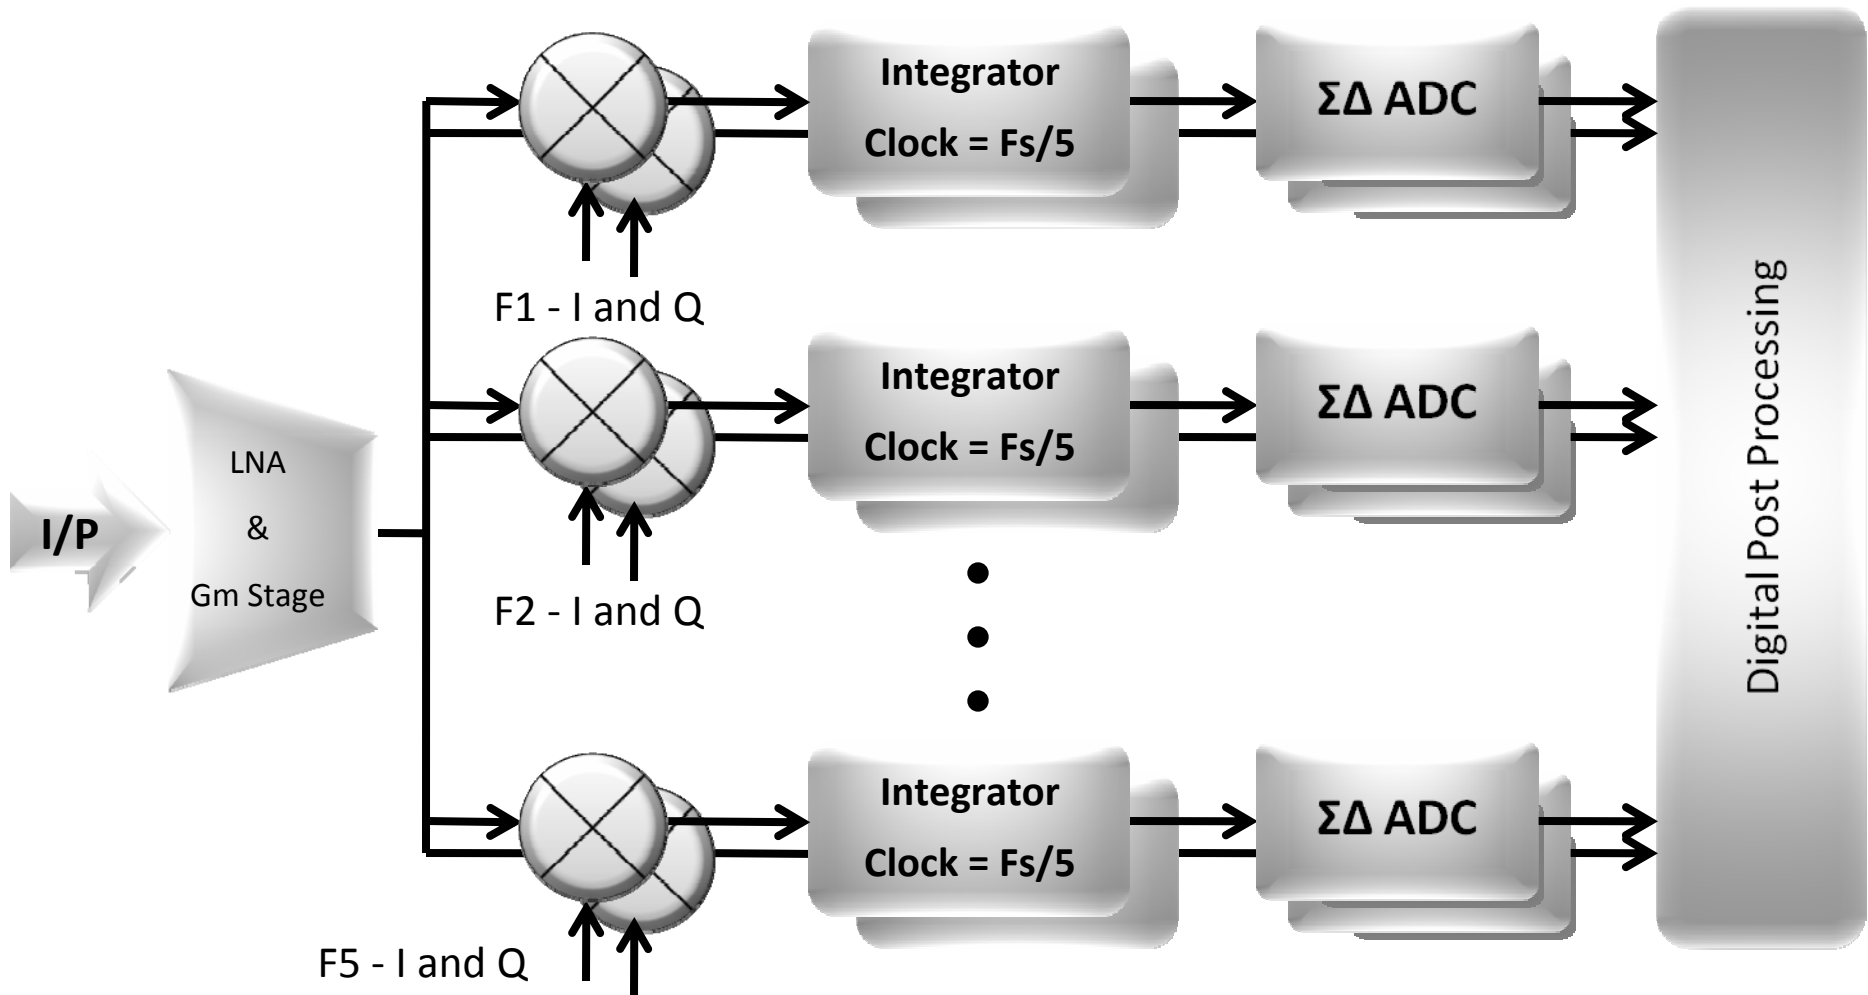 Integrator
Clock = Fs/5
ΣΔ ADC
F1 - I and Q
Integrator
Clock = Fs/5
ΣΔ ADC
F2 - I and Q
I/P
LNA
&
Gm Stage
Integrator
Clock = Fs/5
ΣΔ ADC
F5 - I and Q
Digital Post Processing